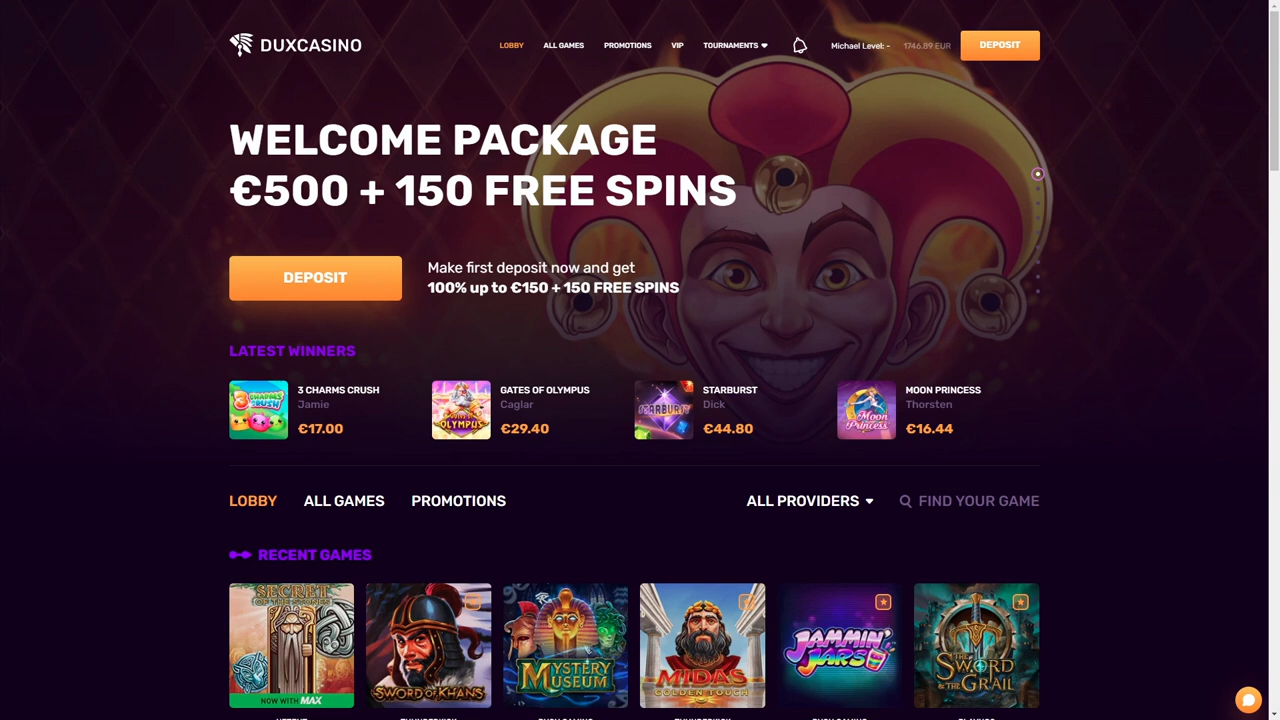 DUXCASINO
LOBBY ALL GAMES PROMOTIONS VIP TOURNAMENTS Michael Level: - 1746.89 EUR DEPOSIT
WELCOME PACKAGE
€500 + 150 FREE SPINS
DEPOSIT
Make first deposit now and get
100% up to €150 + 150 FREE SPINS
LATEST WINNERS
3 CHARMS CRUSH
Jamie
€17.00
GATES OF OLYMPUS
Caglar
€29.40
STARBURST
Dick
€44.80
MOON PRINCESS
Thorsten
€16.44
LOBBY ALL GAMES PROMOTIONS ALL PROVIDERS FIND YOUR GAME
RECENT GAMES
SECRET
OF THE STONES
NOW WITH MAX
SWORD OF KHANS
MYSTERY
MUSEUM
MIDAS
GOLDEN TOUCH
JAMMIN'
JARS
THE
SWORD
& THE GRAIL